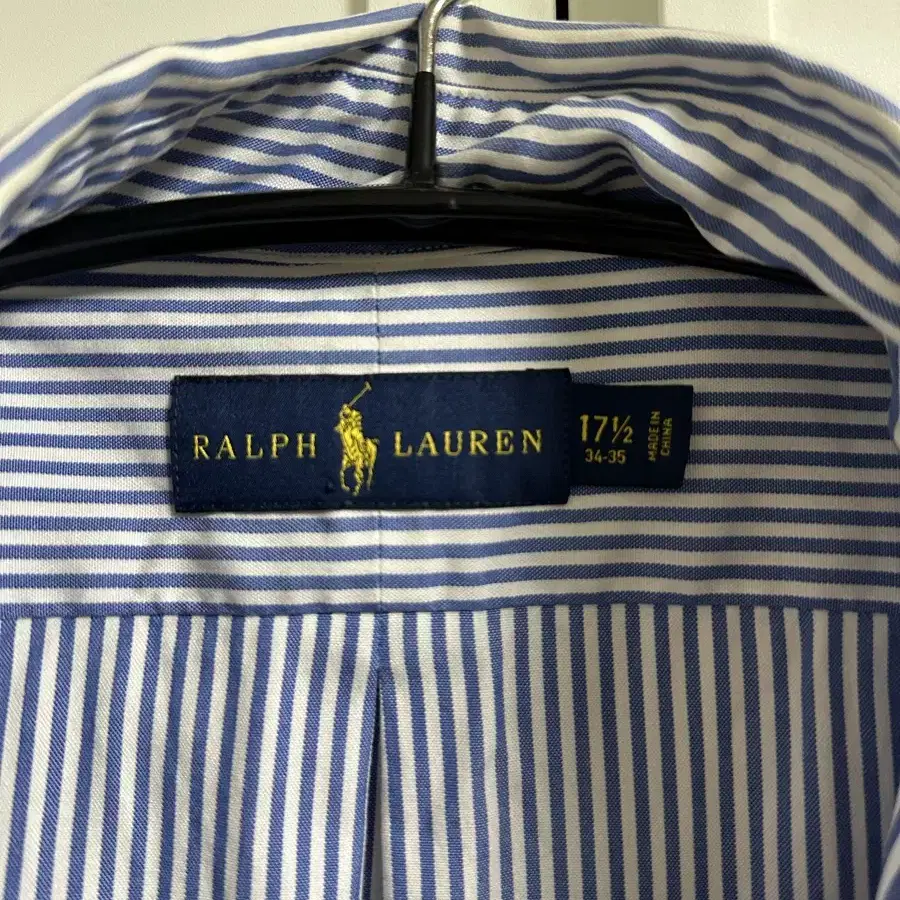 RALPH LAUREN
17½
34-35
MADE IN
CHINA